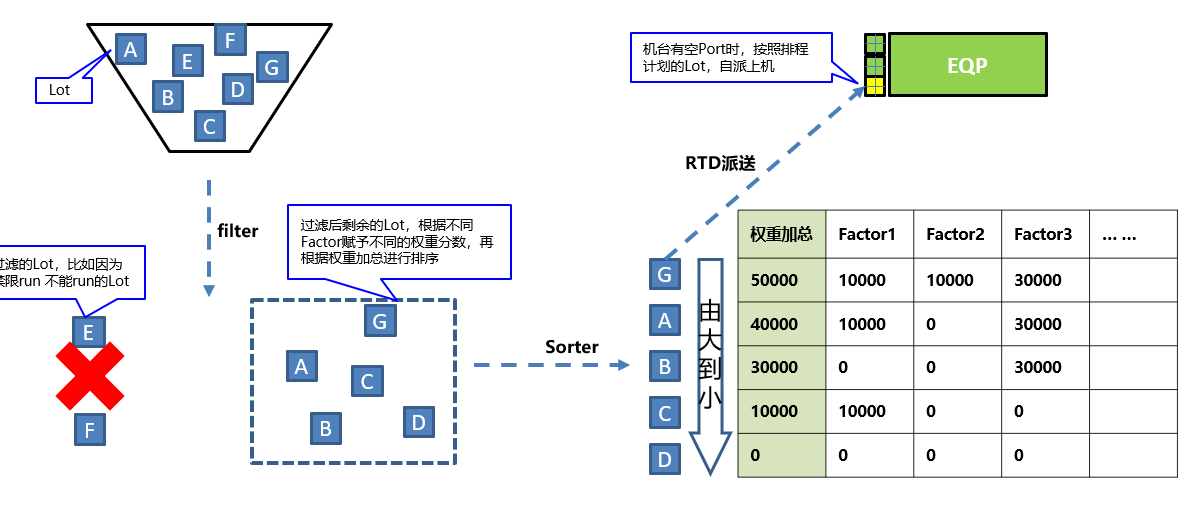 A
F
E
G
B
D
C
Lot
filter
过滤的Lot，比如因为
限run 不能run的Lot
E
F
过滤后剩余的Lot，根据不同
Factor赋予不同的权重分数，再
根据权重加总进行排序
G
A
C
B
D
Sorter
机台有空Port时，按照排程
计划的Lot，自派上机
EQP
RTD派送
G
A
B
C
D
由
大
到
小
权重加总 Factor1 Factor2 Factor3 ... ...
50000 10000 10000 30000
40000 10000 0 30000
30000 0 0 30000
10000 10000 0 0
0 0 0 0